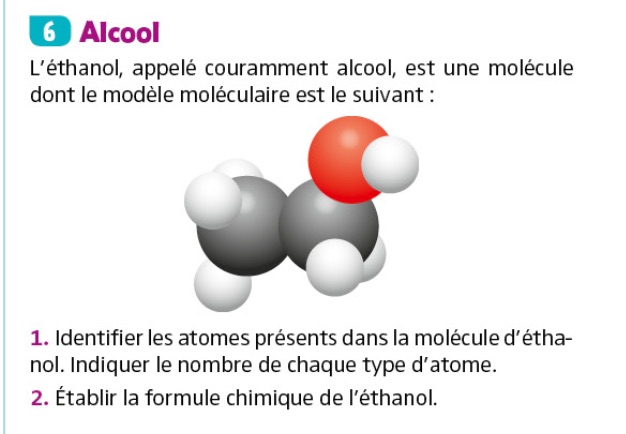 6 Alcool
L'éthanol, appelé couramment alcool, est une molécule
dont le modèle moléculaire est le suivant :
1. Identifier les atomes présents dans la molécule d'étha-
nol. Indiquer le nombre de chaque type d'atome.
2. Établir la formule chimique de l'éthanol.